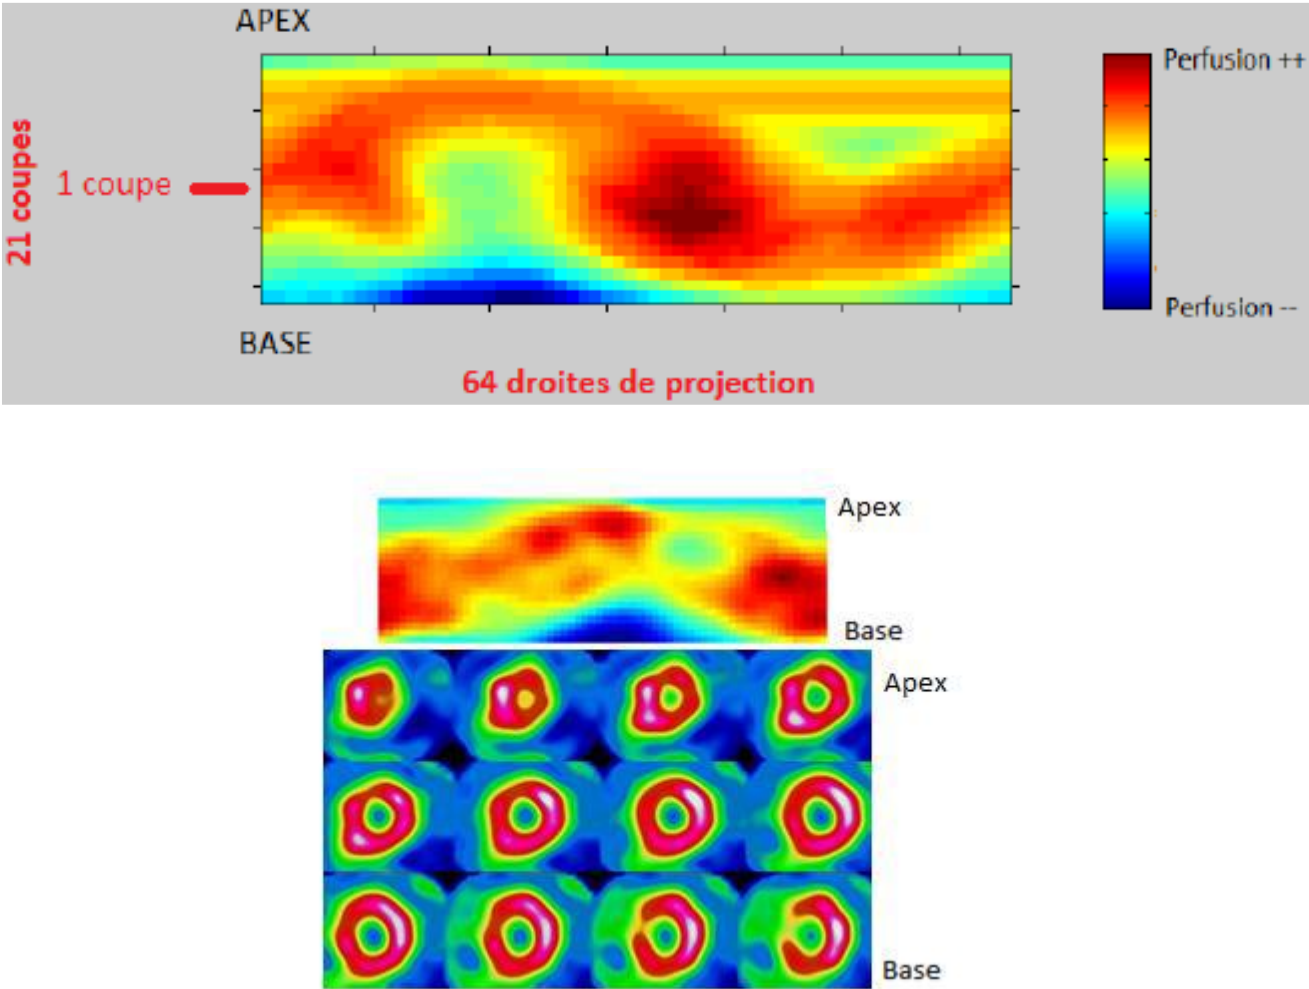 APEX
Perfusion ++
21 coupes
1 coupe
Perfusion --
BASE
64 droites de projection
Apex
Base
Apex
Base